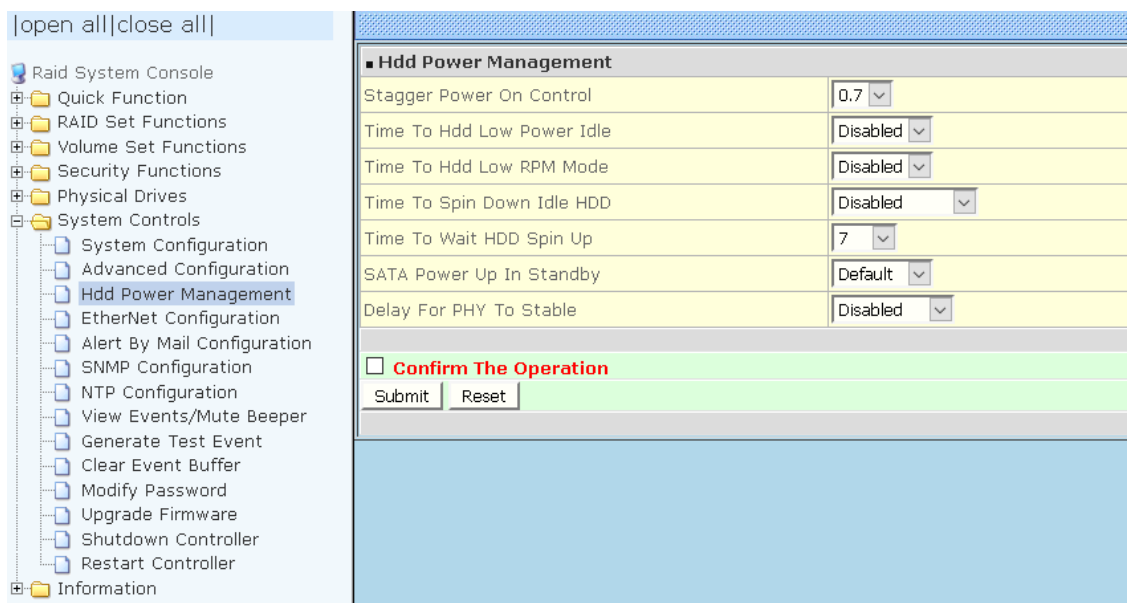 |open all|close all|
Raid System Console
Quick Function
RAID Set Functions
Volume Set Functions
Security Functions
Physical Drives
System Controls
System Configuration
Advanced Configuration
Hdd Power Management
EtherNet Configuration
Alert By Mail Configuration
SNMP Configuration
NTP Configuration
View Events/Mute Beeper
Generate Test Event
Clear Event Buffer
Modify Password
Upgrade Firmware
Shutdown Controller
Restart Controller
Information
Hdd Power Management
Stagger Power On Control 0.7
Time To Hdd Low Power Idle Disabled
Time To Hdd Low RPM Mode Disabled
Time To Spin Down Idle HDD Disabled
Time To Wait HDD Spin Up 7
SATA Power Up In Standby Default
Delay For PHY To Stable Disabled
Confirm The Operation
Submit Reset